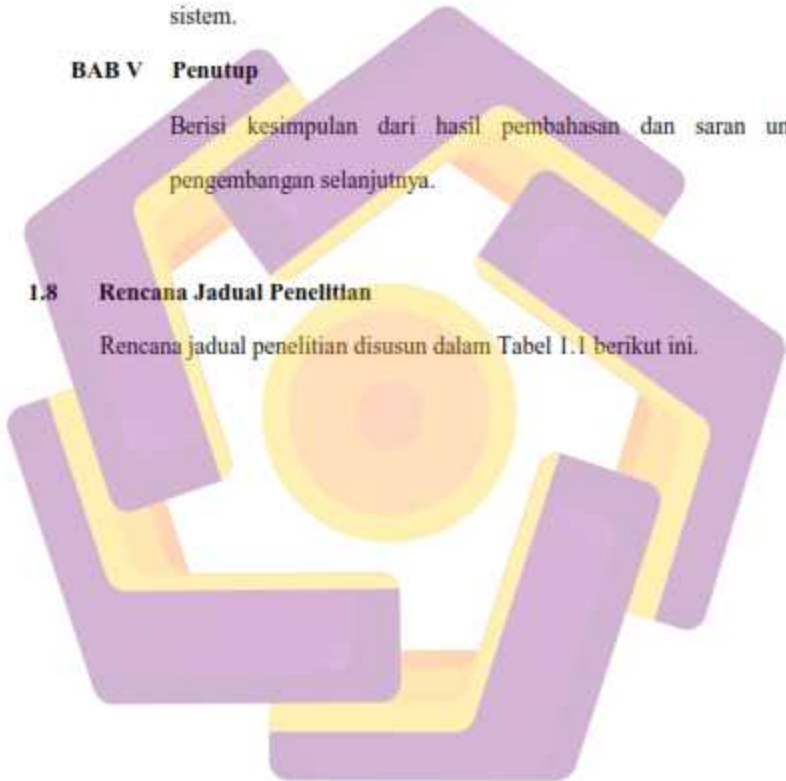 sistem.
BAB V Penutup
Berisi kesimpulan dari hasil pembahasan dan saran un
pengembangan selanjutnya.
1.8 Rencana Jadual Penelitian
Rencana jadual penelitian disusun dalam Tabel 1.1 berikut ini.